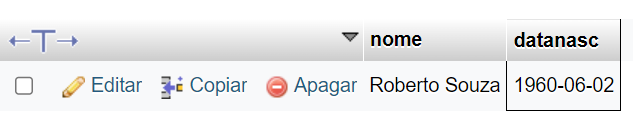 nome datanasc
Editar Copiar Apagar Roberto Souza 1960-06-02